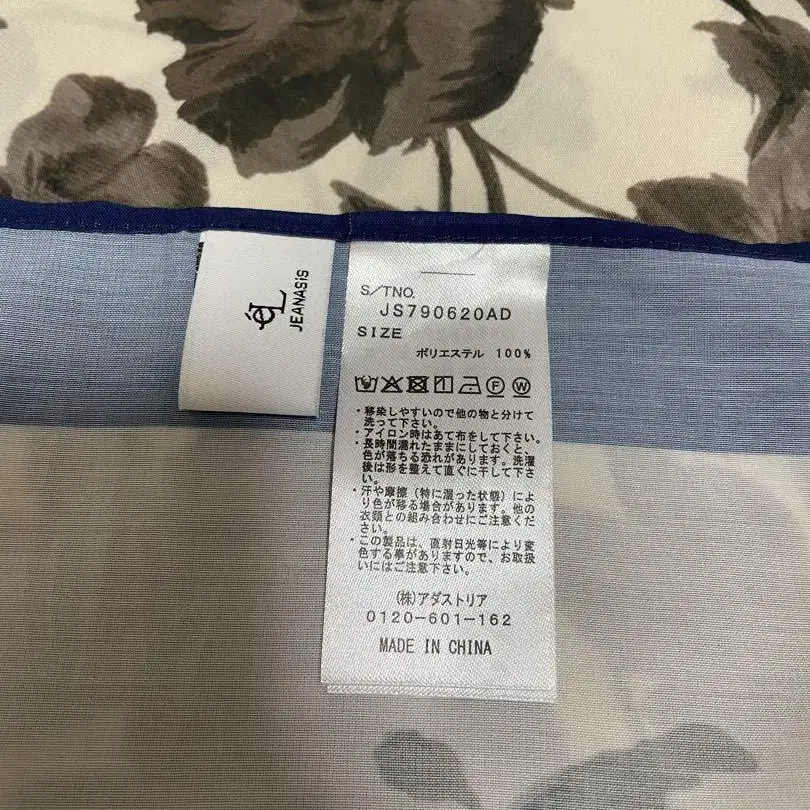 JEANASiS
S/TNO.
JS790620AD
SIZE
ポリエステル 100%
F W
・移染しやすいので他の物と分けて
洗って下さい。
・アイロン時はあて布をして下さい。
・長時間濡れたままにしておくと、
色が落ちる恐れがあります。洗濯
後は形を整えて直ぐに干して下さ
い。
・汗や摩擦（特に湿った状態）によ
り色が移る場合があります。他の
衣類との組み合わせにご注意くだ
さい。
・この製品は、直射日光等により変
色する事がありますので、お取扱
いにはご注意下さい。
(株)アダストリア
0120-601-162
MADE IN CHINA